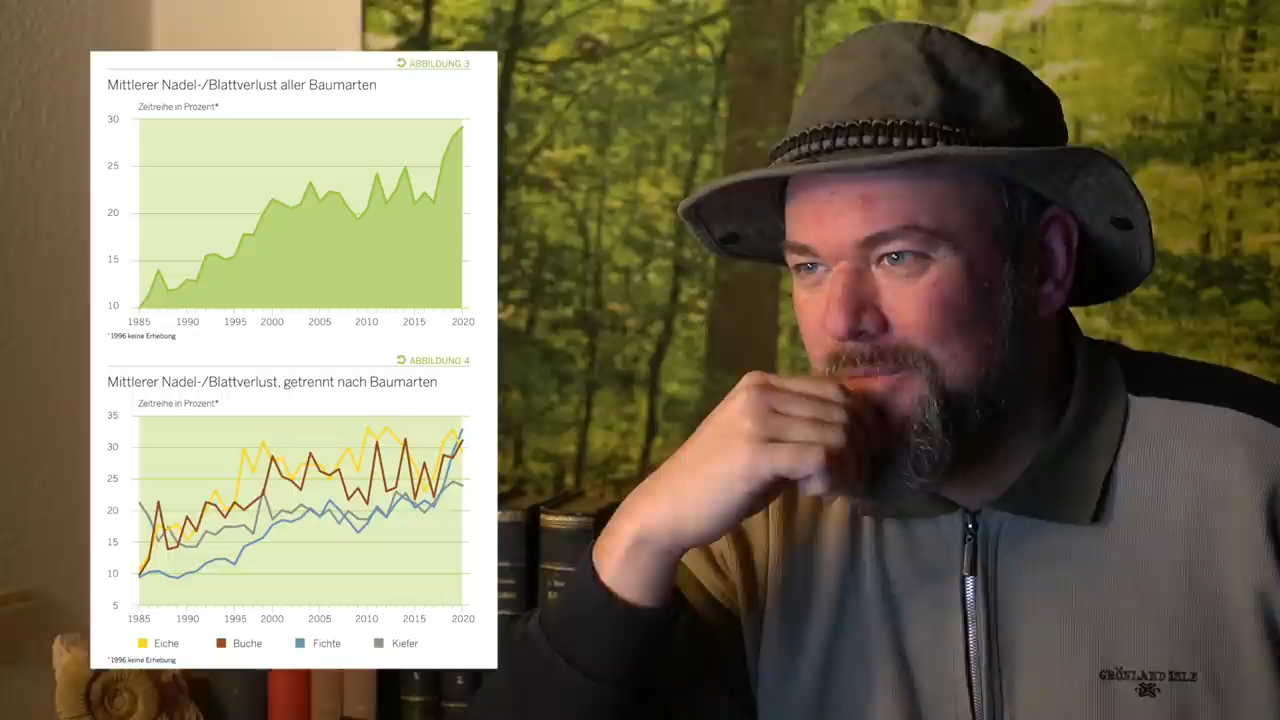 ABBILDUNG 3
Mittlerer Nadel-/Blattverlust aller Baumarten
Zeitreihe in Prozent*
30
25
20
15
10
1985 1990 1995 2000 2005 2010 2015 2020
* 1996 keine Erhebung
ABBILDUNG 4
Mittlerer Nadel-/Blattverlust, getrennt nach Baumarten
Zeitreihe in Prozent*
35
30
25
20
15
10
5
1985 1990 1995 2000 2005 2010 2015 2020
Eiche Buche Fichte Kiefer
* 1996 keine Erhebung
GRÖNLAND ISLE